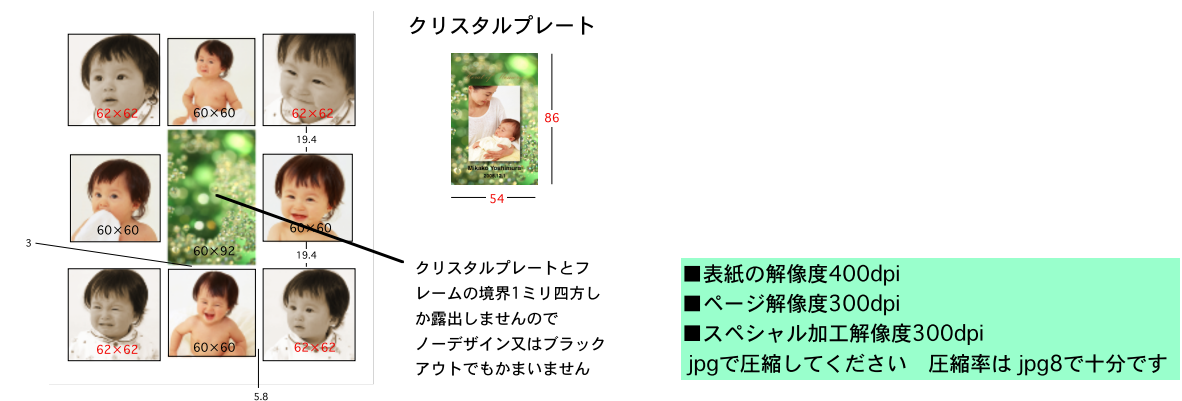 クリスタルプレート
62×62
60×60
62×62
19.4
86
Mikako Yoshimura
54
60×60
60×60
60×92
3
19.4
クリスタルプレートとフ
レームの境界1ミリ四方し
か露出しませんので
ノーデザイン又はブラック
アウトでもかまいません
62×62
60×60
62×62
5.8
■表紙の解像度400dpi
■ページ解像度300dpi
■スペシャル加工解像度300dpi
jpgで圧縮してください　圧縮率は jpg8で十分です